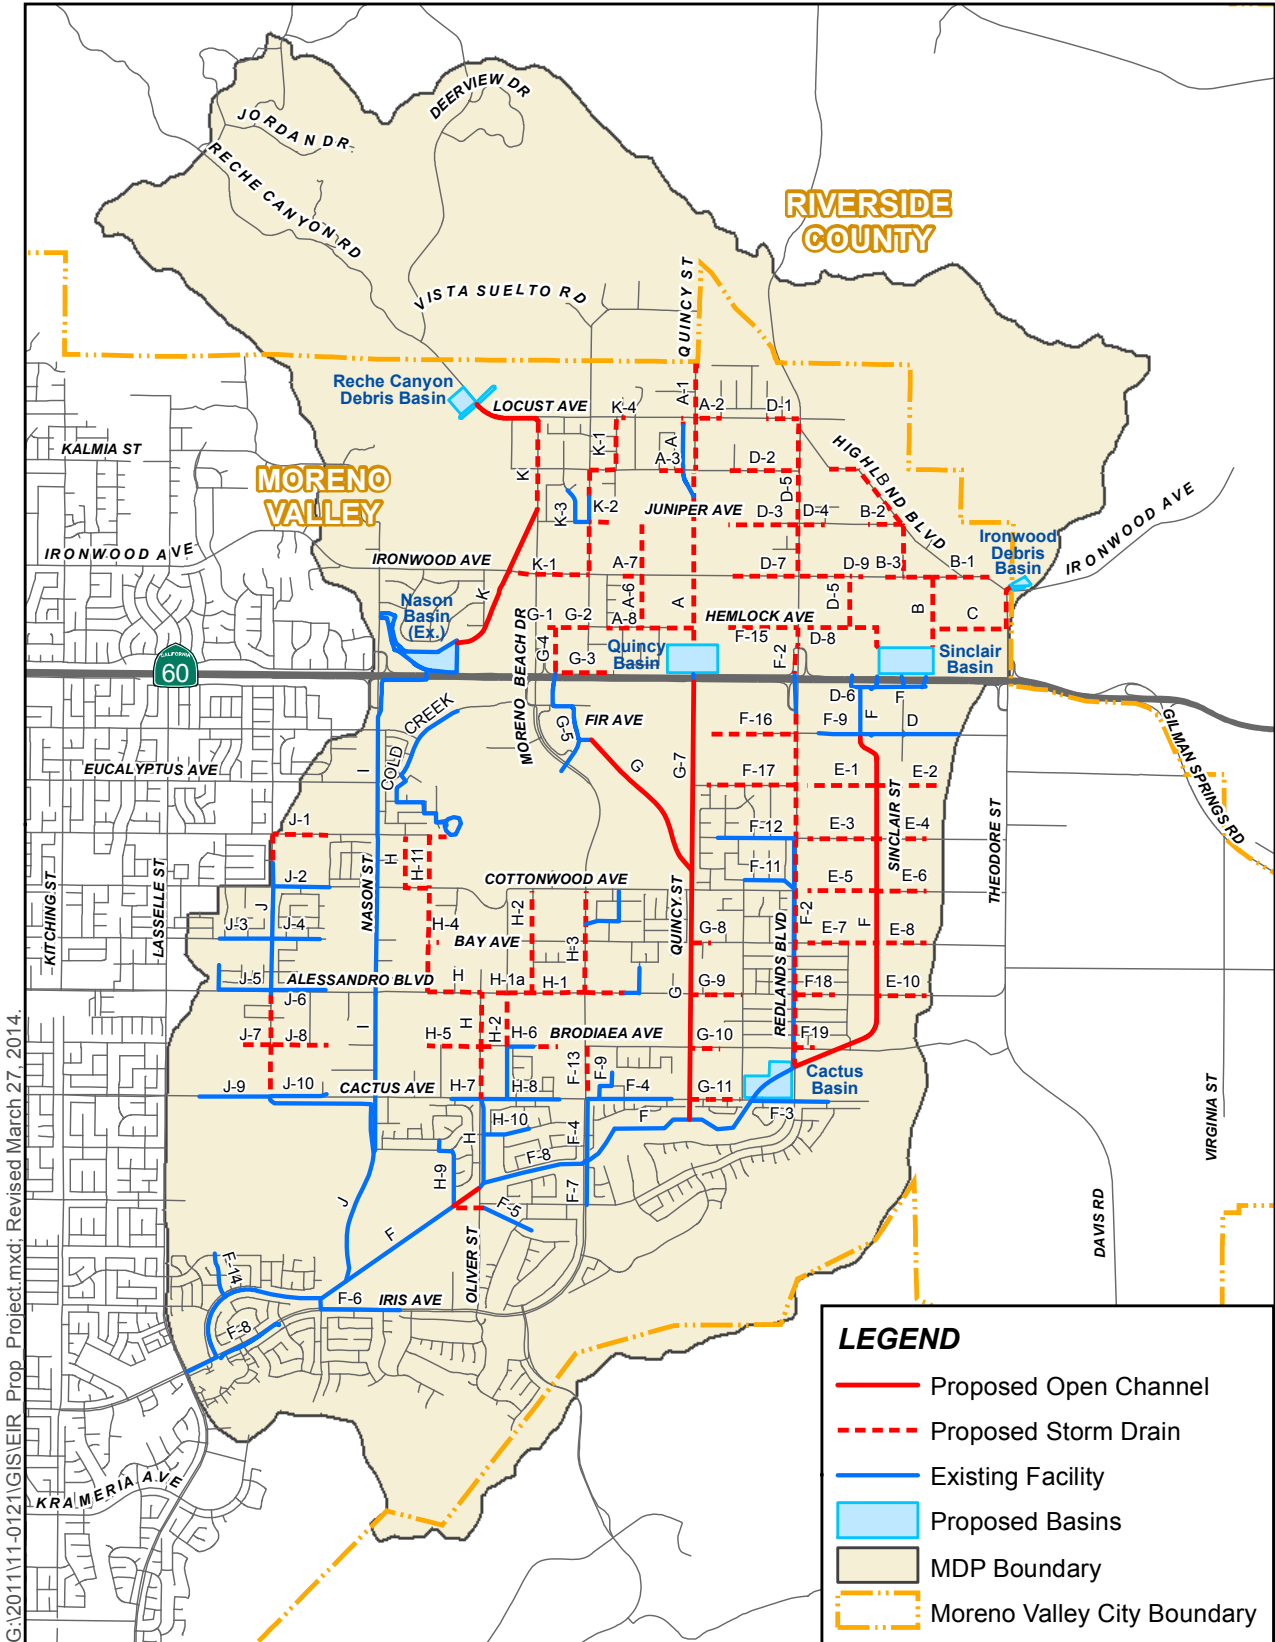 DEERVIEW DR
JORDAN DR
RECHE CANYON RD
RIVERSIDE
COUNTY
VISTA SUELTO RD
QUINCY ST
Reche Canyon
Debris Basin
LOCUST AVE
K-4
A-1
A-2
D-1
KALMIA ST
K-1
A
A-3
D-2
HIGHLBND BLVD
MORENO
VALLEY
K
K-3
K-2
JUNIPER AVE
D-5
D-3
D-4
B-2
IRONWOOD AVE
IRONWOOD AVE
IRONWOOD AVE
Ironwood
Debris
Basin
K-1
A-7
D-7
D-9
B-3
B-1
Nason
Basin
(Ex.)
K
G-1
G-2
A-6
A-8
A
HEMLOCK AVE
D-5
B
C
MORENO BEACH DR
G-4
G-3
Quincy
Basin
F-15
F-2
D-8
Sinclair
Basin
CALIFORNIA
60
COLD CREEK
G-5
FIR AVE
F-16
D-6
F
F-9
F
D
GILMAN SPRINGS RD
EUCALYPTUS AVE
I
G
G-7
F-17
E-1
E-2
J-1
H
H-11
F-12
E-3
SINCLAIR ST
E-4
THEODORE ST
KITCHING ST
LASSELLE ST
J-2
NASON ST
COTTONWOOD AVE
F-11
E-5
E-6
J
J-3
J-4
H-4
H-2
H-3
BAY AVE
QUINCY ST
G-8
REDLANDS BLVD
F-2
E-7
F
E-8
J-5
ALESSANDRO BLVD
H
H-1a
H-1
G
G-9
F18
E-10
J-6
J-7
J-8
I
H-5
H
H-2
H-6
BRODIAEA AVE
G-10
F19
F-13
F-9
J-9
J-10
CACTUS AVE
H-7
H-8
F-4
G-11
Cactus
Basin
F-3
H-10
H
F-8
F-4
F
H-9
F-7
F-5
J
F
OLIVER ST
VIRGINIA ST
DAVIS RD
F-14
F-6
IRIS AVE
F-8
KRAMERIA AVE
LEGEND
Proposed Open Channel
Proposed Storm Drain
Existing Facility
Proposed Basins
MDP Boundary
Moreno Valley City Boundary
G:\2011\11-0121\GIS\EIR_Prop_Project.mxd; Revised March 27, 2014.